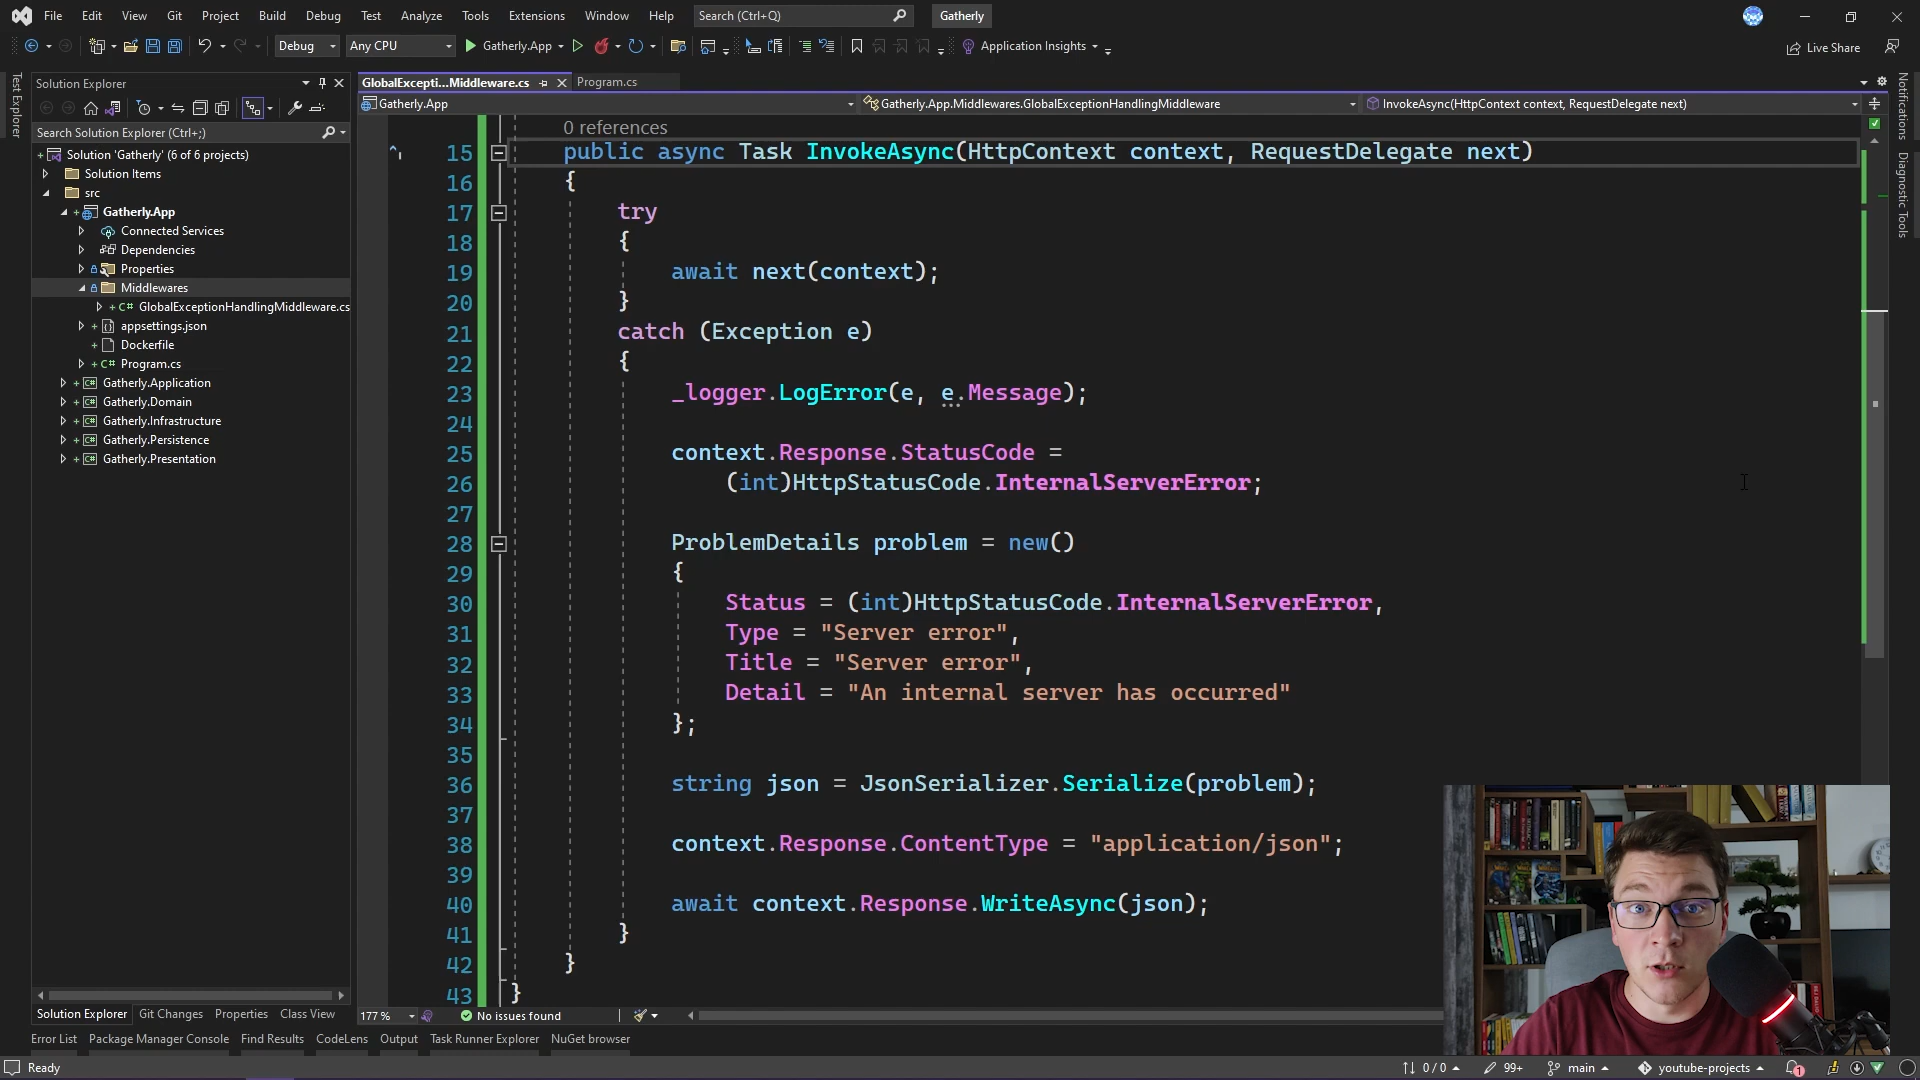 File Edit View Git Project Build Debug Test Analyze Tools Extensions Window Help Search (Ctrl+Q) Gatherly
Debug Any CPU Gatherly.App Application Insights Live Share
Test Explorer
Solution Explorer
Search Solution Explorer (Ctrl+;)
Solution 'Gatherly' (6 of 6 projects)
Solution Items
src
Gatherly.App
Connected Services
Dependencies
Properties
Middlewares
GlobalExceptionHandlingMiddleware.cs
appsettings.json
Dockerfile
Program.cs
Gatherly.Application
Gatherly.Domain
Gatherly.Infrastructure
Gatherly.Persistence
Gatherly.Presentation
Solution Explorer Git Changes Properties Class View
GlobalExcepti...Middleware.cs Program.cs
Gatherly.App Gatherly.App.Middlewares.GlobalExceptionHandlingMiddleware InvokeAsync(HttpContext context, RequestDelegate next)
0 references
15 public async Task InvokeAsync(HttpContext context, RequestDelegate next)
16 {
17 try
18 {
19 await next(context);
20 }
21 catch (Exception e)
22 {
23 _logger.LogError(e, e.Message);
24
25 context.Response.StatusCode =
26 (int)HttpStatusCode.InternalServerError;
27
28 ProblemDetails problem = new()
29 {
30 Status = (int)HttpStatusCode.InternalServerError,
31 Type = "Server error",
32 Title = "Server error",
33 Detail = "An internal server has occurred"
34 };
35
36 string json = JsonSerializer.Serialize(problem);
37
38 context.Response.ContentType = "application/json";
39
40 await context.Response.WriteAsync(json);
41 }
42 }
43 }
177 % No issues found
Notifications
Diagnostic Tools
Error List Package Manager Console Find Results CodeLens Output Task Runner Explorer NuGet browser
Ready 0 / 0 99+ main youtube-projects 1